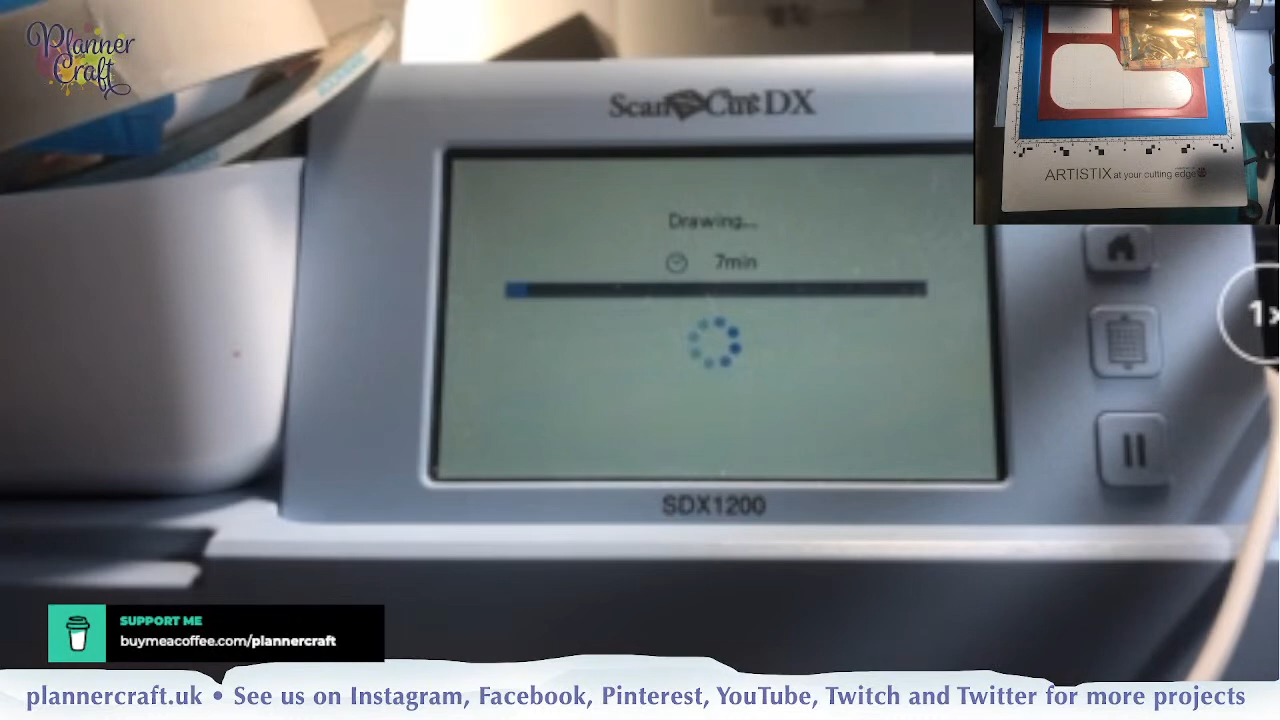 Planner
Craft
ScanNCut DX
ARTISTIX at your cutting edge
Drawing...
7min
1x
SDX1200
SUPPORT ME
buymeacoffee.com/plannercraft
plannercraft.uk • See us on Instagram, Facebook, Pinterest, YouTube, Twitch and Twitter for more projects